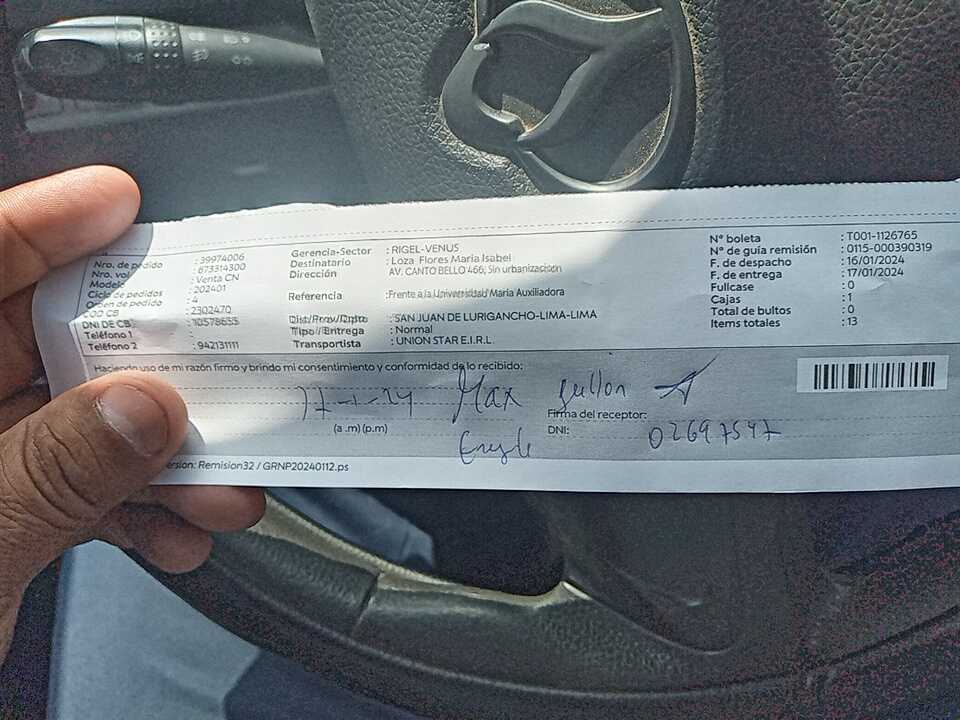 Nro. de pedido : 39974006
Nro. vol : 673314300
Modelo : Venta CN
Ciclo de pedidos : 202401
Orden de pedido : 4
COD CB : 2302470
DNI DE CB : 10578655
Teléfono 1 :
Teléfono 2 : 942131111
Gerencia-Sector : RIGEL-VENUS
Destinatario : Loza Flores Maria Isabel
Dirección : AV. CANTO BELLO 466, Sin urbanización
Referencia : Frente a la Universidad Maria Auxiliadora
Dist/Prov/Dpto : SAN JUAN DE LURIGANCHO-LIMA-LIMA
Tipo / Entrega : Normal
Transportista : UNION STAR E.I.R.L.
N° boleta : T001-1126765
N° de guía remisión : 0115-000390319
F. de despacho : 16/01/2024
F. de entrega : 17/01/2024
Fullcase : 0
Cajas : 1
Total de bultos : 0
Items totales : 13
Haciendo uso de mi razón firmo y brindo mi consentimiento y conformidad de lo recibido:
17-1-24 Max
(a .m) (p.m)
Firma del receptor:
DNI: 02697547
ersion: Remision32 / GRNP20240112.ps